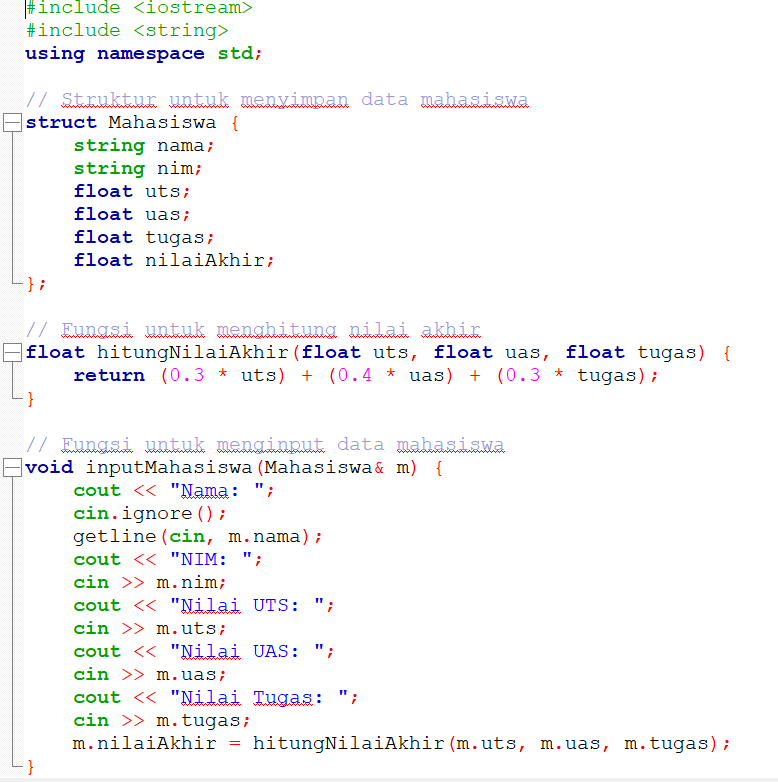 #include <iostream>
#include <string>
using namespace std;

// Struktur untuk menyimpan data mahasiswa
struct Mahasiswa {
    string nama;
    string nim;
    float uts;
    float uas;
    float tugas;
    float nilaiAkhir;
};

// Fungsi untuk menghitung nilai akhir
float hitungNilaiAkhir(float uts, float uas, float tugas) {
    return (0.3 * uts) + (0.4 * uas) + (0.3 * tugas);
}

// Fungsi untuk menginput data mahasiswa
void inputMahasiswa(Mahasiswa& m) {
    cout << "Nama: ";
    cin.ignore();
    getline(cin, m.nama);
    cout << "NIM: ";
    cin >> m.nim;
    cout << "Nilai UTS: ";
    cin >> m.uts;
    cout << "Nilai UAS: ";
    cin >> m.uas;
    cout << "Nilai Tugas: ";
    cin >> m.tugas;
    m.nilaiAkhir = hitungNilaiAkhir(m.uts, m.uas, m.tugas);
}